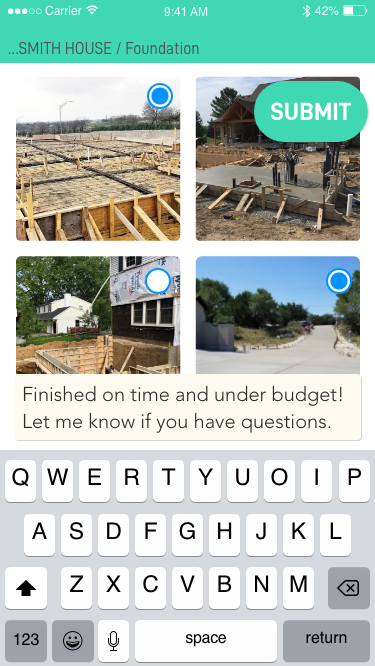 Carrier 9:41 AM 42%
...SMITH HOUSE / Foundation
SUBMIT
Finished on time and under budget!
Let me know if you have questions.
Q W E R T Y U O I P
A S D F G H J K L
Z X C V B N M
123 space return